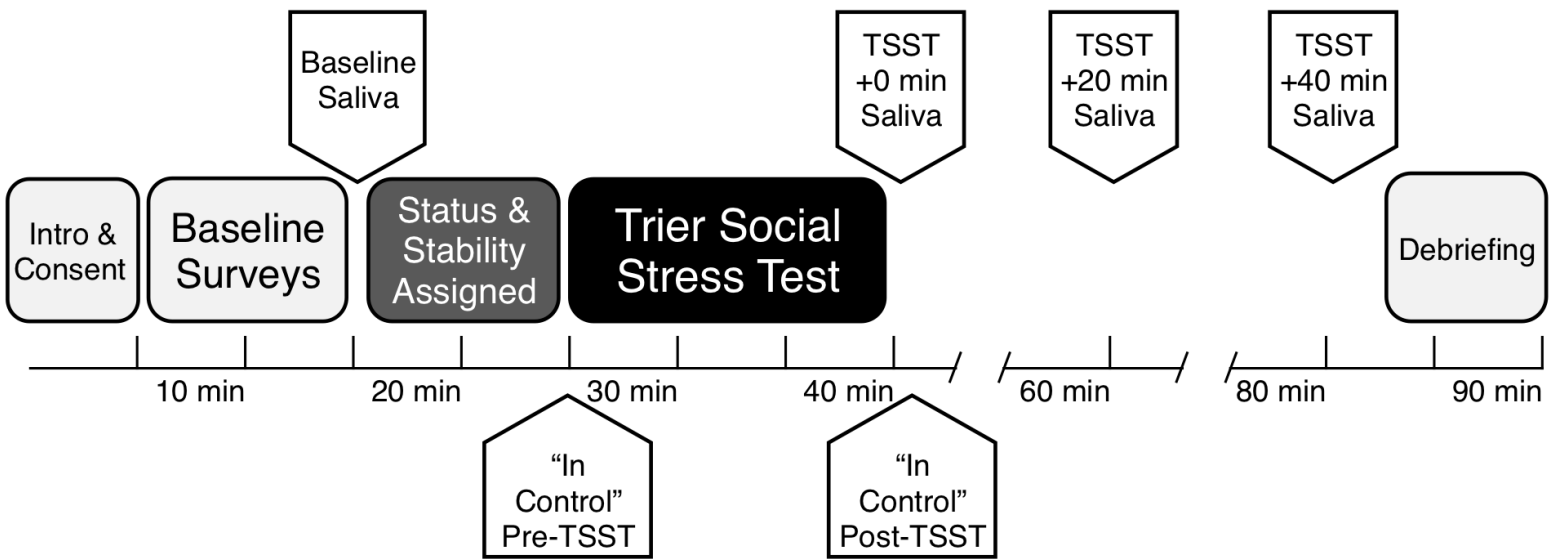 Baseline
Saliva
TSST
+0 min
Saliva
TSST
+20 min
Saliva
TSST
+40 min
Saliva
Intro &
Consent
Baseline
Surveys
Status &
Stability
Assigned
Trier Social
Stress Test
Debriefing
10 min
20 min
30 min
40 min
60 min
80 min
90 min
“In
Control”
Pre-TSST
“In
Control”
Post-TSST